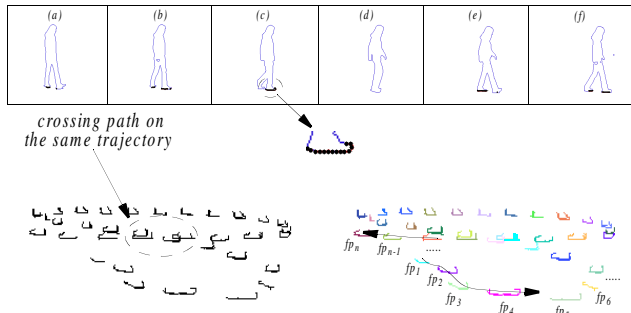 (a) (b) (c) (d) (e) (f)
crossing path on
the same trajectory
fpn fpn-1 .....
fp1
fp2
fp3 fp4 fp6
.....